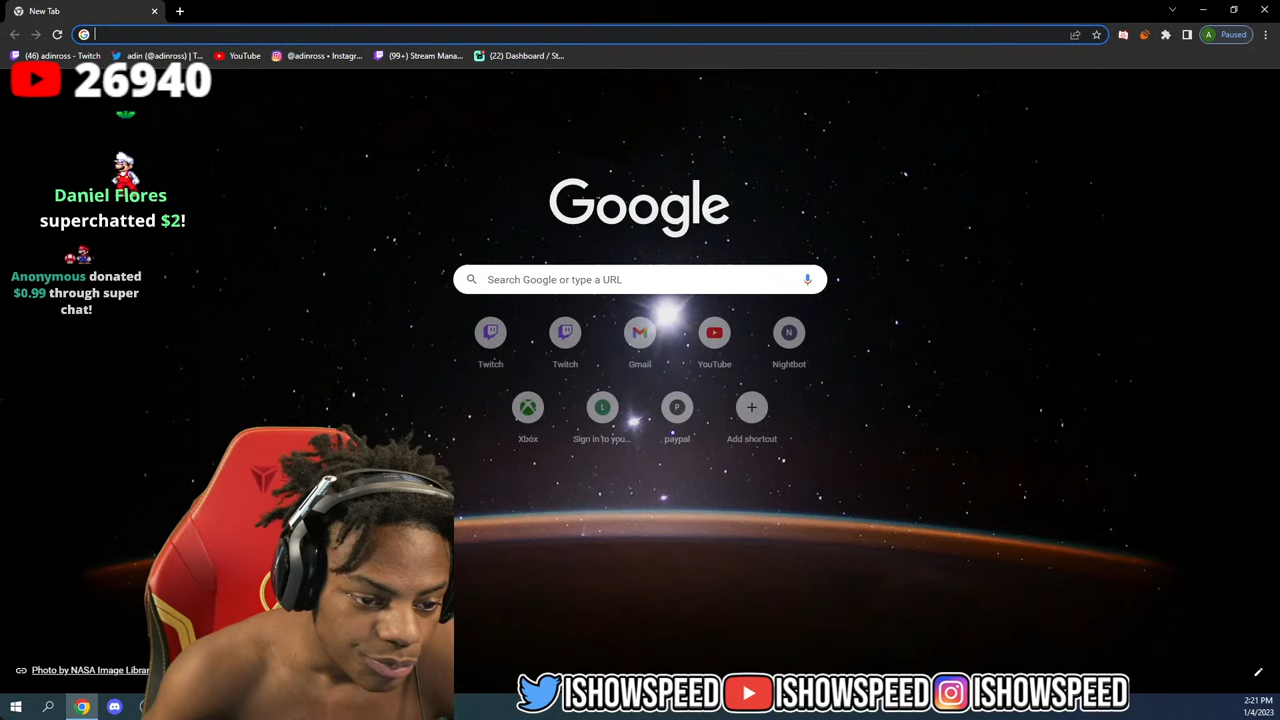 New Tab
Paused
(46) adinross - Twitch
adin (@adinross) | T...
YouTube
@adinross • Instagr...
(99+) Stream Mana...
(22) Dashboard / St...
26940
Daniel Flores
superchatted $2!
Anonymous donated
$0.99 through super
chat!
Google
Search Google or type a URL
Twitch
Twitch
Gmail
YouTube
Nightbot
Xbox
Sign in to you...
paypal
Add shortcut
Photo by NASA Image Librar
ISHOWSPEED
ISHOWSPEED
ISHOWSPEED
2:21 PM
1/4/2023